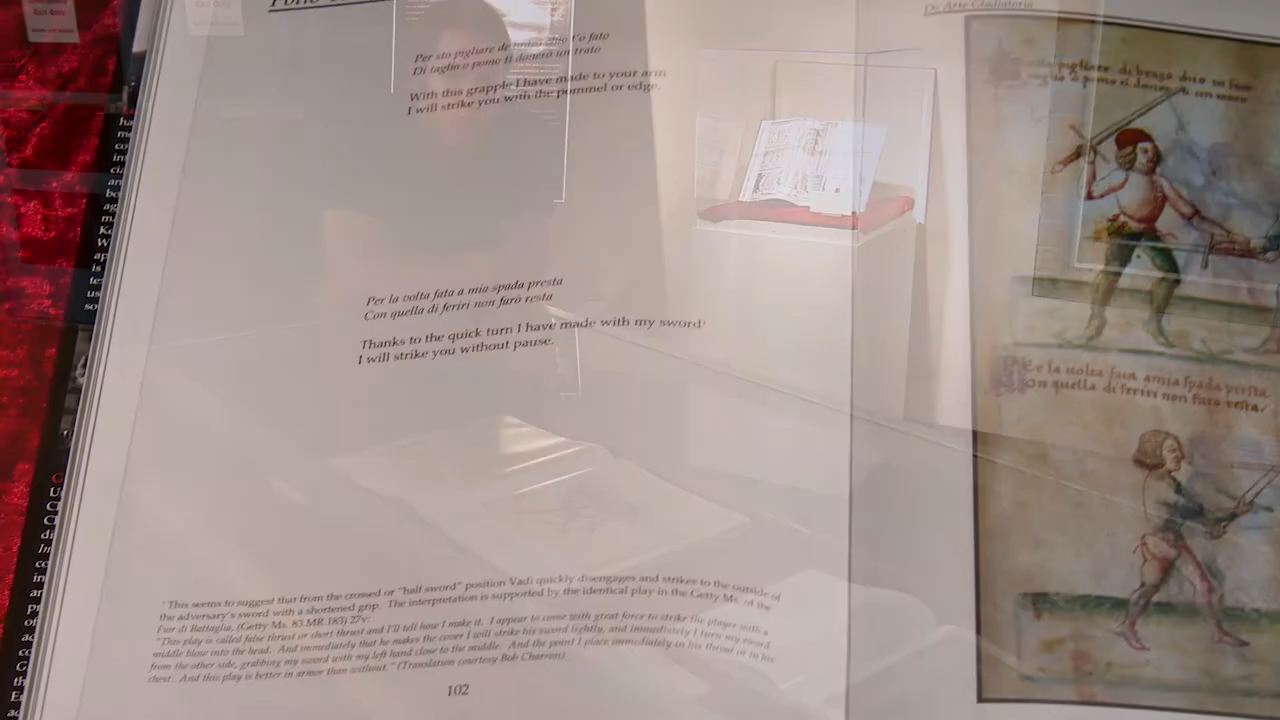 De Arte Gladiatoria
Per sto pigliare de
Di taglio o pomo ti donerò un trato
With this grapple I have made to your arm
I will strike you with the pommel or edge.
Per la volta fata a mia spada presta
Con quella di feriri non farò resta
Thanks to the quick turn I have made with my sword¹
I will strike you without pause.
¹ This seems to suggest that from the crossed or "half sword" position Vadi quickly disengages and strikes to the outside of
the adversary's sword with a shortened grip. The interpretation is supported by the identical play in the Getty Ms. of the
Fior di Battaglia, (Getty Ms. 83.MR.183) 27v:
"This play is called false thrust or short thrust and I'll tell how I make it. I appear to come with great force to strike the player with a
middle blow into the head. And immediately that he makes the cover I will strike his sword lightly, and immediately I turn my sword
from the other side, grabbing my sword with my left hand close to the middle. And the point I place immediately in his throat or in his
chest. And this play is better in armor than without." (Translation courtesy Bob Charron)
102
pigliare di
e la uolta fata amia spada presta
on quella di feriri non faro resta